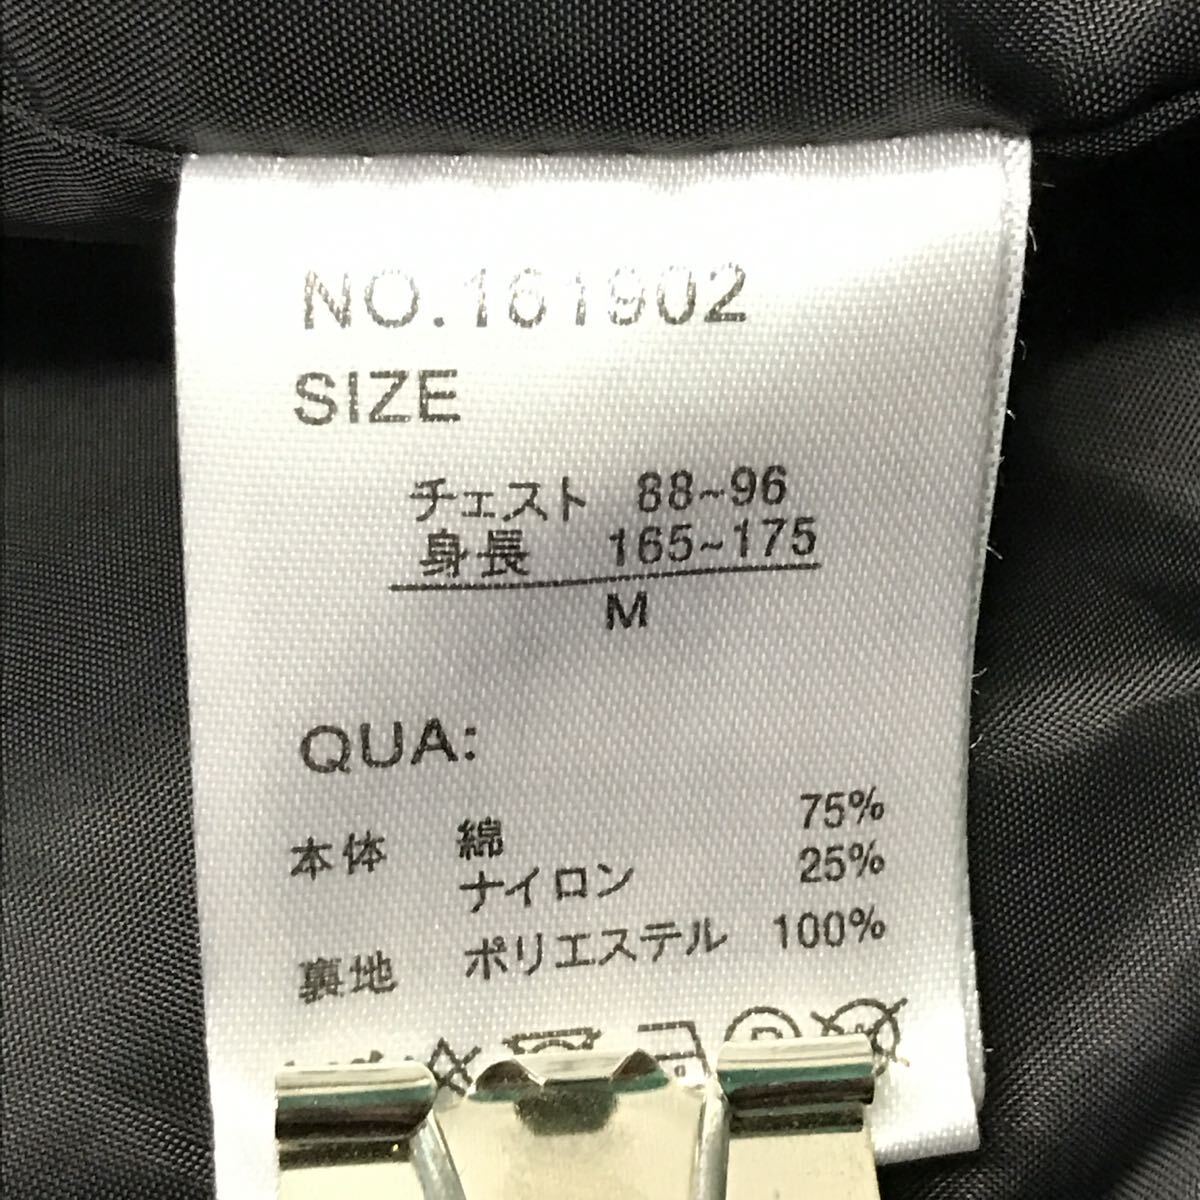 NO.161902
SIZE
チェスト 88~96
身長 165~175
M
QUA:
本体 綿 75%
ナイロン 25%
裏地 ポリエステル 100%